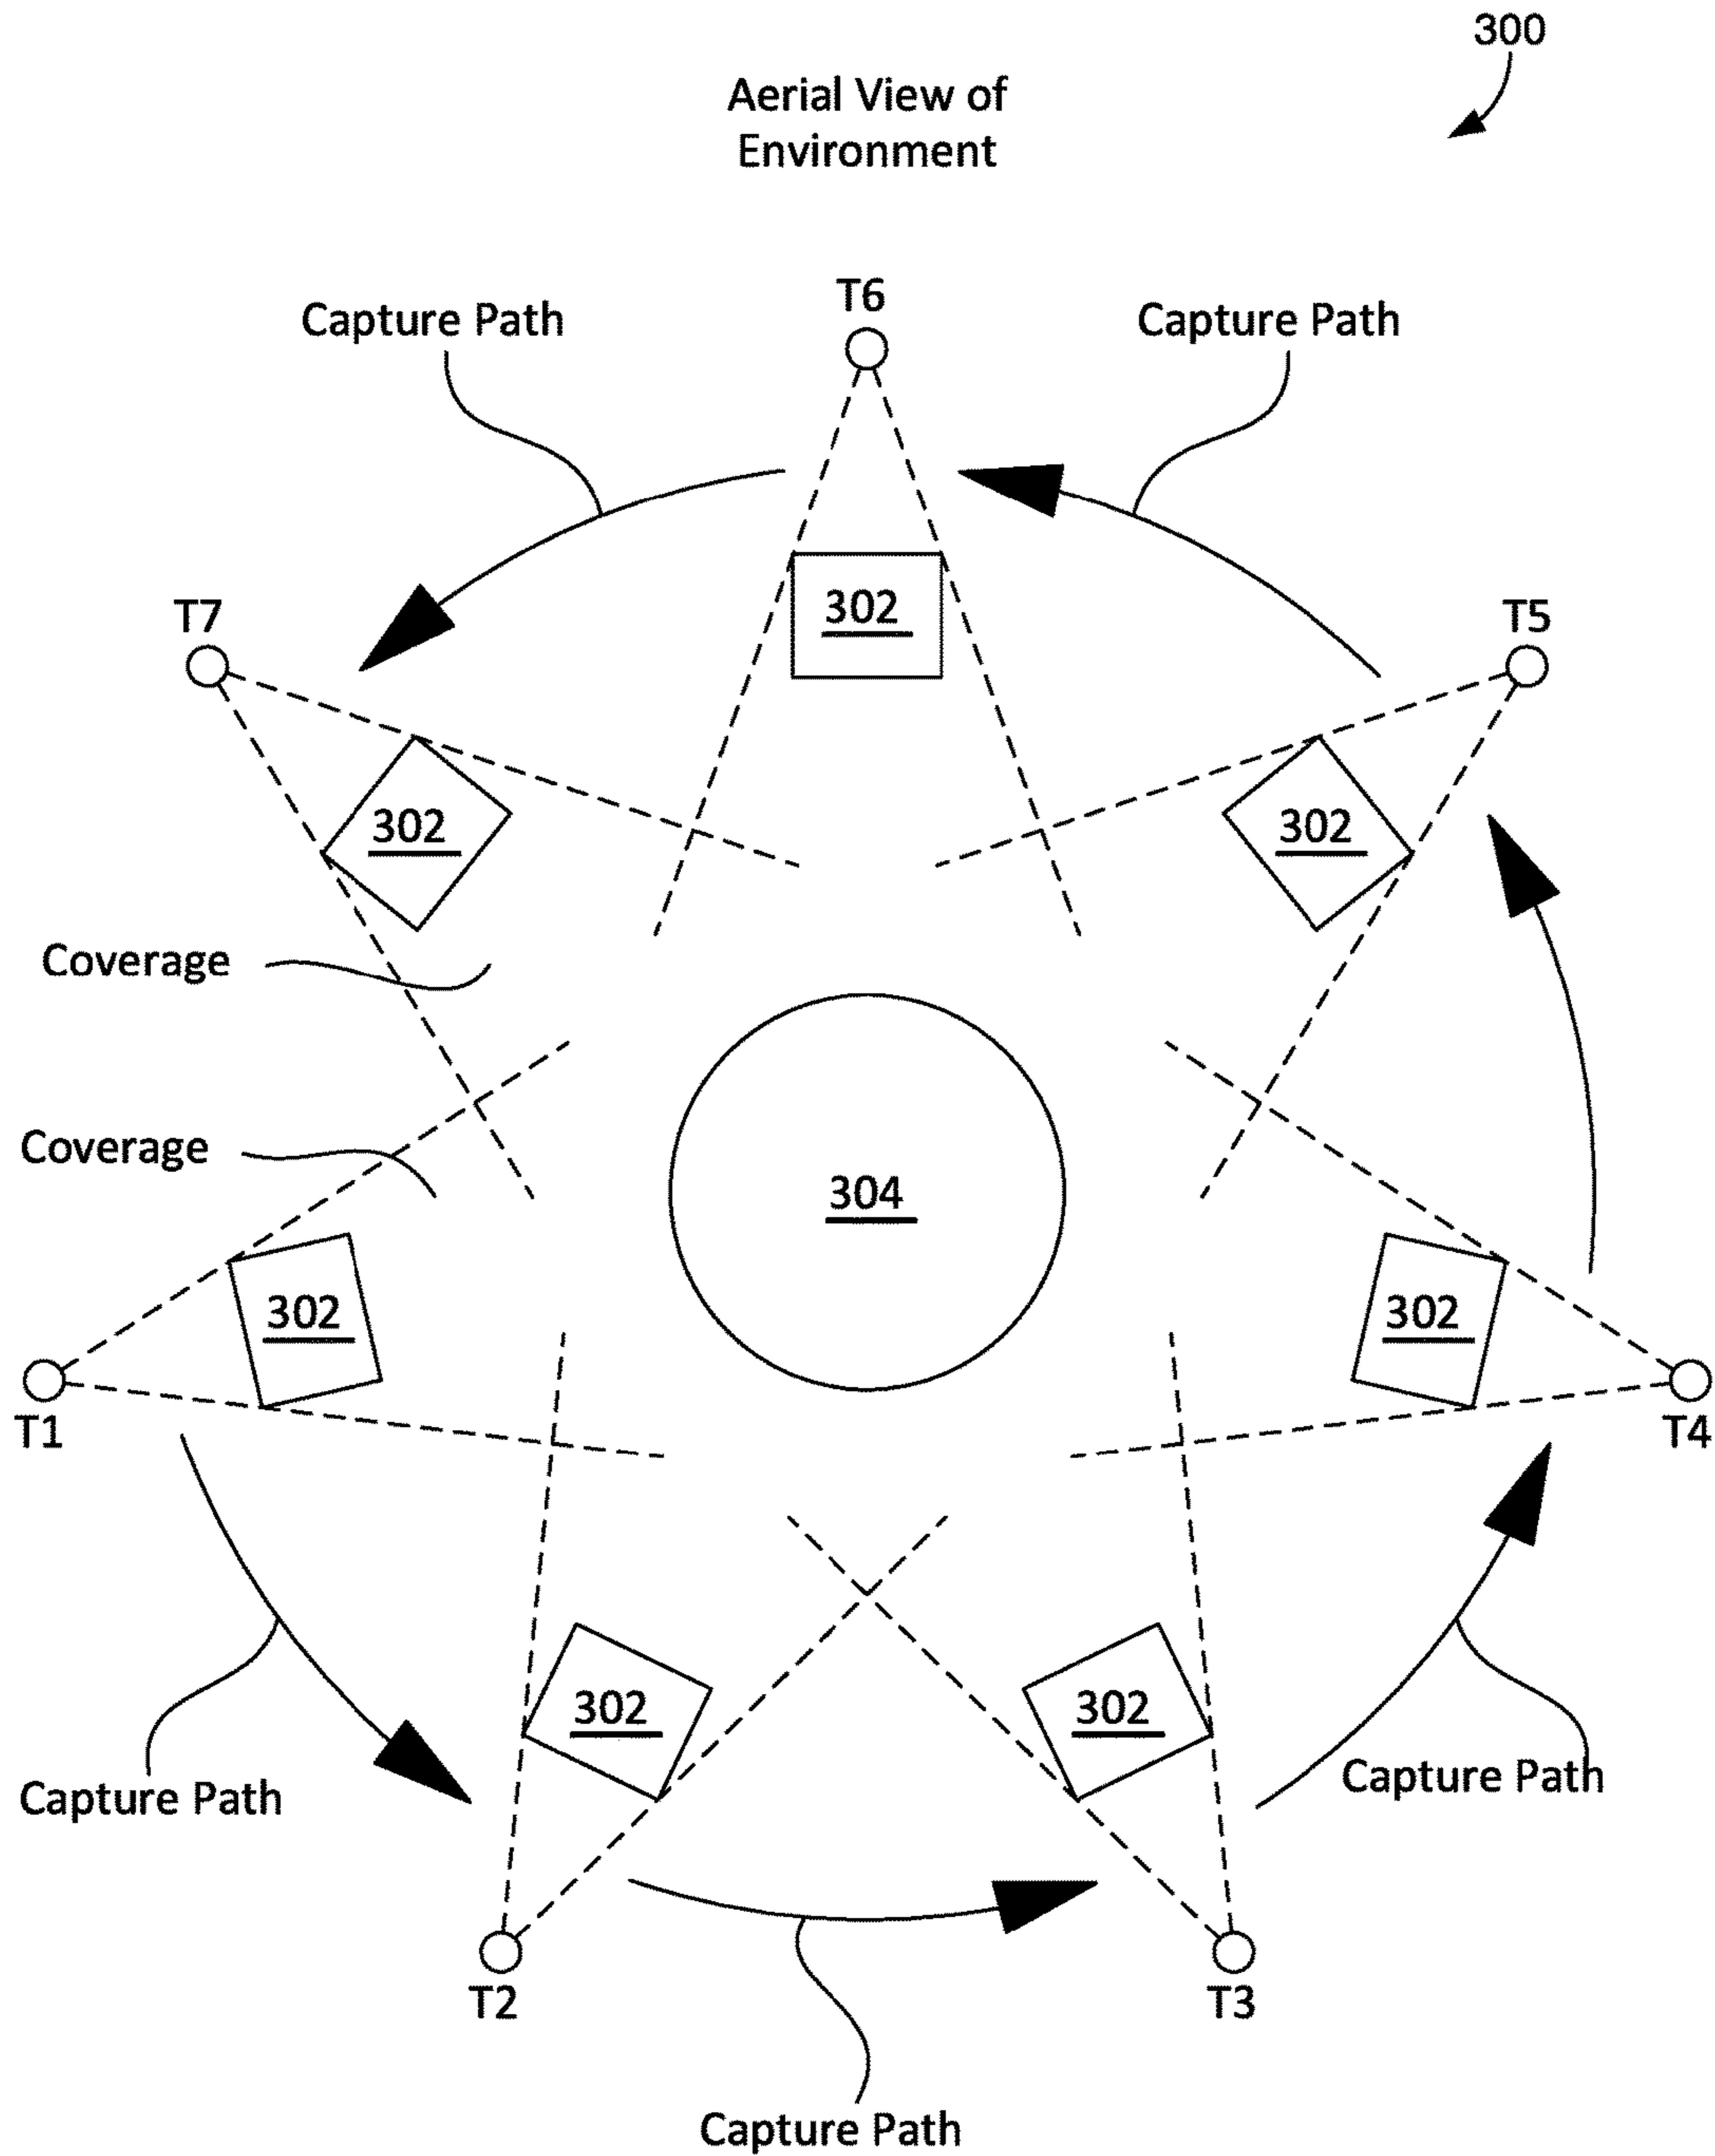 300
Aerial View of
Environment
T6
Capture Path
Capture Path
T7
302
T5
302
302
Coverage
Coverage
304
302
302
T1
T4
302
302
Capture Path
Capture Path
T2
T3
Capture Path